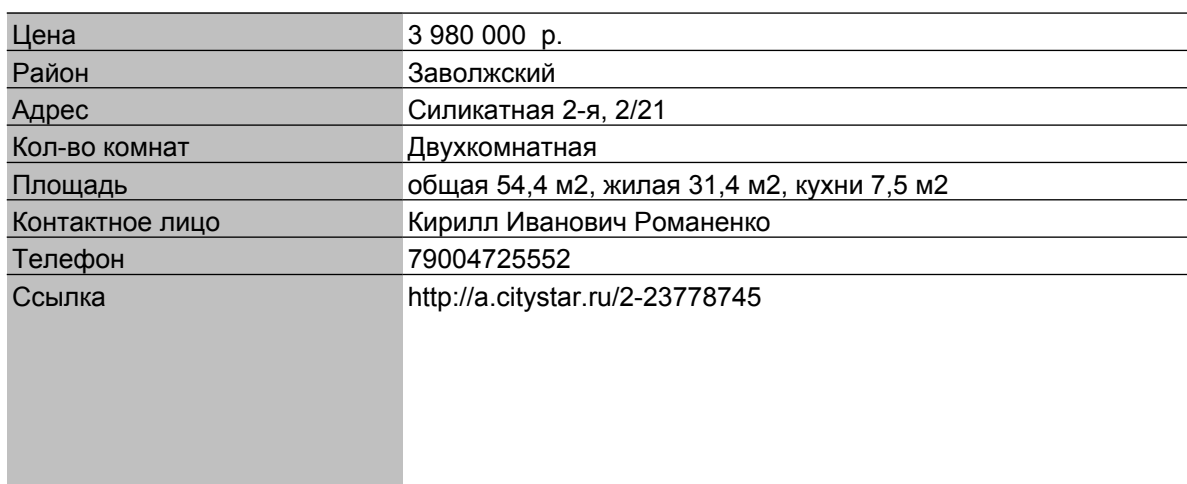 Цена 3 980 000 р.
Район Заволжский
Адрес Силикатная 2-я, 2/21
Кол-во комнат Двухкомнатная
Площадь общая 54,4 м2, жилая 31,4 м2, кухни 7,5 м2
Контактное лицо Кирилл Иванович Романенко
Телефон 79004725552
Ссылка http://a.citystar.ru/2-23778745